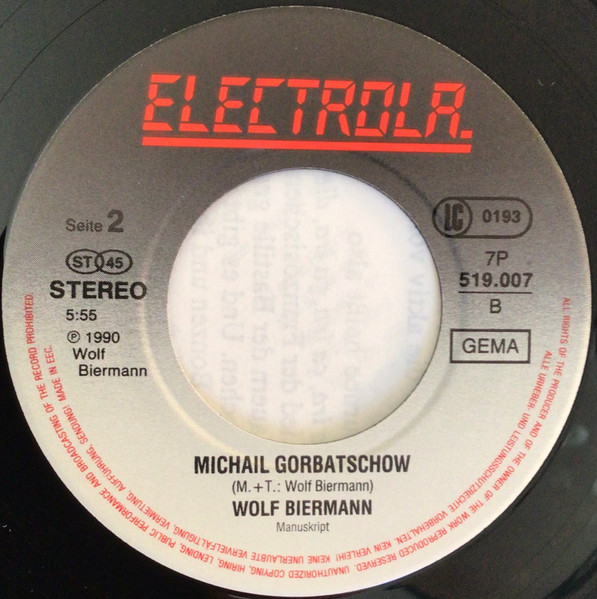 ELECTROLA.
Seite 2
LC 0193
ST 45
STEREO
5:55
℗ 1990
Wolf
Biermann
7P
519.007
B
GEMA
MICHAIL GORBATSCHOW
(M.+T.: Wolf Biermann)
WOLF BIERMANN
Manuskript
ALL RIGHTS OF THE PRODUCER AND OF THE OWNER OF THE WORK REPRODUCED RESERVED. UNAUTHORIZED COPYING, HIRING, LENDING, PUBLIC PERFORMANCE AND BROADCASTING OF THE RECORD PROHIBITED.
ALLE URHEBER- UND LEISTUNGSSCHUTZRECHTE VORBEHALTEN. KEIN VERLEIH! KEINE UNERLAUBTE VERVIELFÄLTIGUNG, VERMIETUNG, AUFFÜHRUNG, SENDUNG! MADE IN EEC.